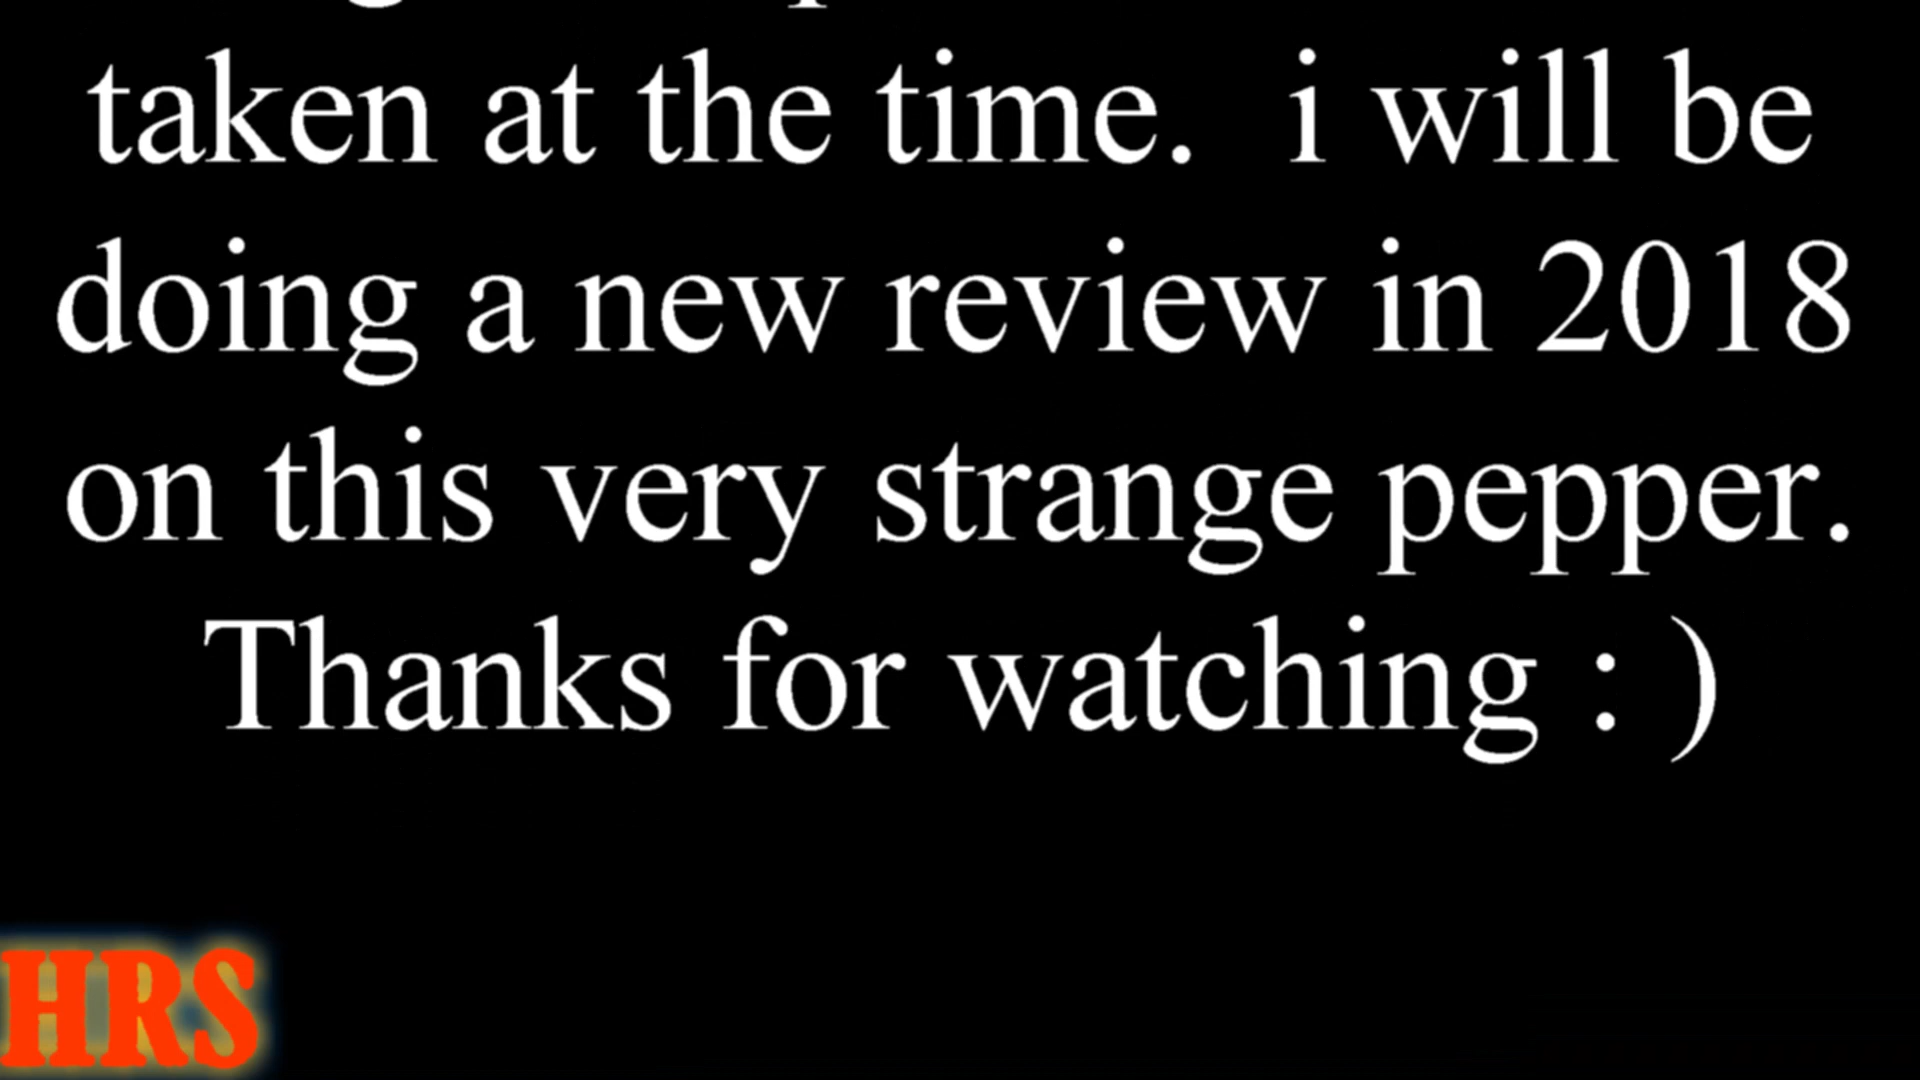 taken at the time.  i will be
doing a new review in 2018
on this very strange pepper.
Thanks for watching : )
HRS